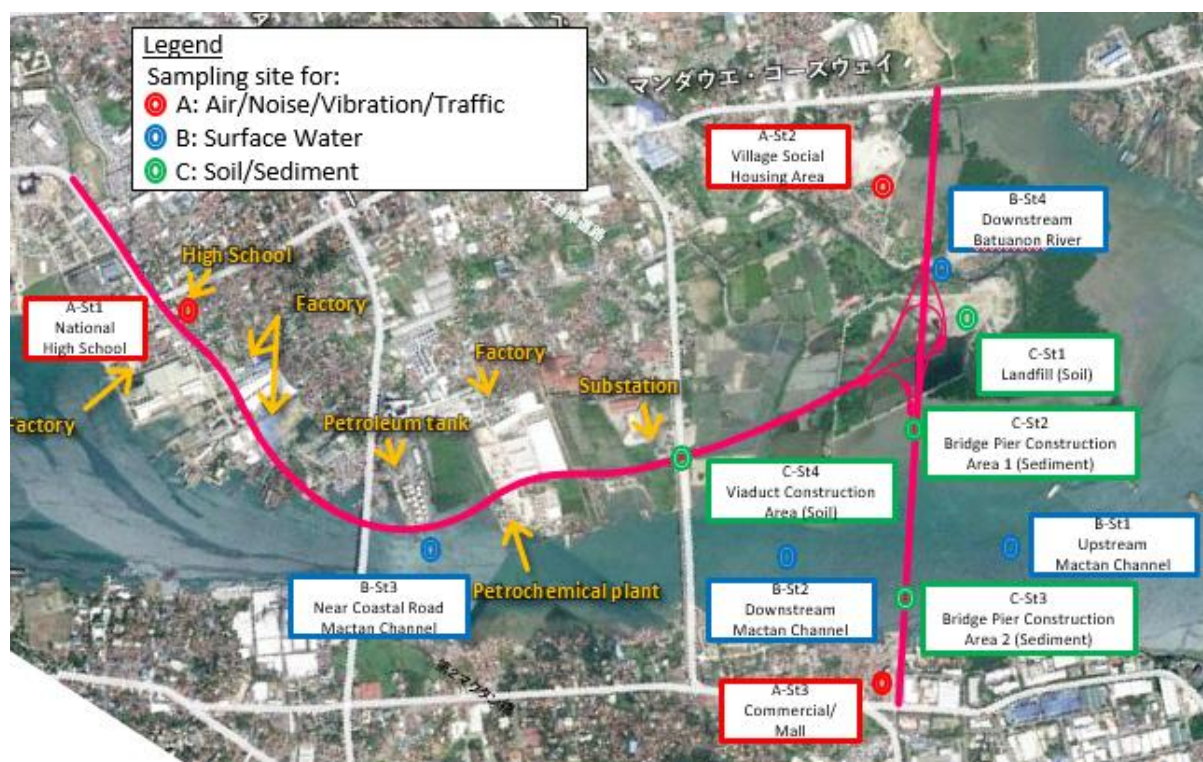 Legend
Sampling site for:
A: Air/Noise/Vibration/Traffic
B: Surface Water
C: Soil/Sediment
マンダウエ・コーズウェイ
A-St2
Village Social
Housing Area
B-St4
Downstream
Batuanon River
High School
A-St1
National
High School
Factory
Factory
Factory
Substation
Petroleum tank
C-St1
Landfill (Soil)
C-St2
Bridge Pier Construction
Area 1 (Sediment)
C-St4
Viaduct Construction
Area (Soil)
B-St1
Upstream
Mactan Channel
B-St3
Near Coastal Road
Mactan Channel
Petrochemical plant
B-St2
Downstream
Mactan Channel
C-St3
Bridge Pier Construction
Area 2 (Sediment)
A-St3
Commercial/
Mall